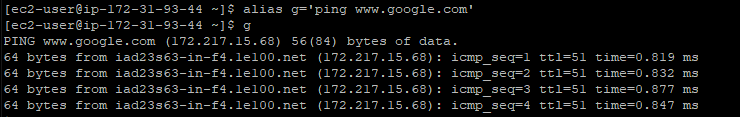 [ec2-user@ip-172-31-93-44 ~]$ alias g='ping www.google.com'
[ec2-user@ip-172-31-93-44 ~]$ g
PING www.google.com (172.217.15.68) 56(84) bytes of data.
64 bytes from iad23s63-in-f4.1e100.net (172.217.15.68): icmp_seq=1 ttl=51 time=0.819 ms
64 bytes from iad23s63-in-f4.1e100.net (172.217.15.68): icmp_seq=2 ttl=51 time=0.832 ms
64 bytes from iad23s63-in-f4.1e100.net (172.217.15.68): icmp_seq=3 ttl=51 time=0.877 ms
64 bytes from iad23s63-in-f4.1e100.net (172.217.15.68): icmp_seq=4 ttl=51 time=0.847 ms